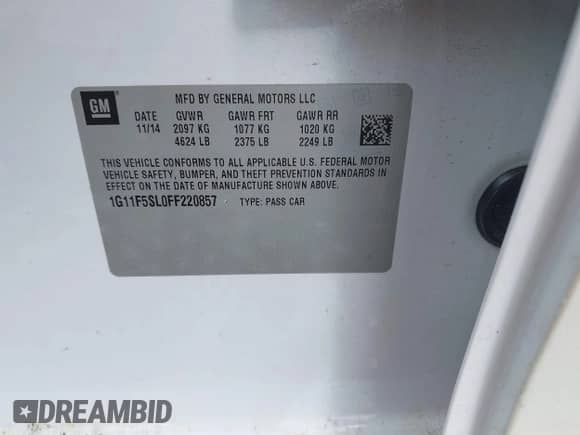 GM
MFD BY GENERAL MOTORS LLC
DATE GVWR GAWR FRT GAWR RR
11/14 2097 KG 1077 KG 1020 KG
4624 LB 2375 LB 2249 LB
THIS VEHICLE CONFORMS TO ALL APPLICABLE U.S. FEDERAL MOTOR
VEHICLE SAFETY, BUMPER, AND THEFT PREVENTION STANDARDS IN
EFFECT ON THE DATE OF MANUFACTURE SHOWN ABOVE.
1G11F5SL0FF220857 TYPE: PASS CAR
DREAMBID